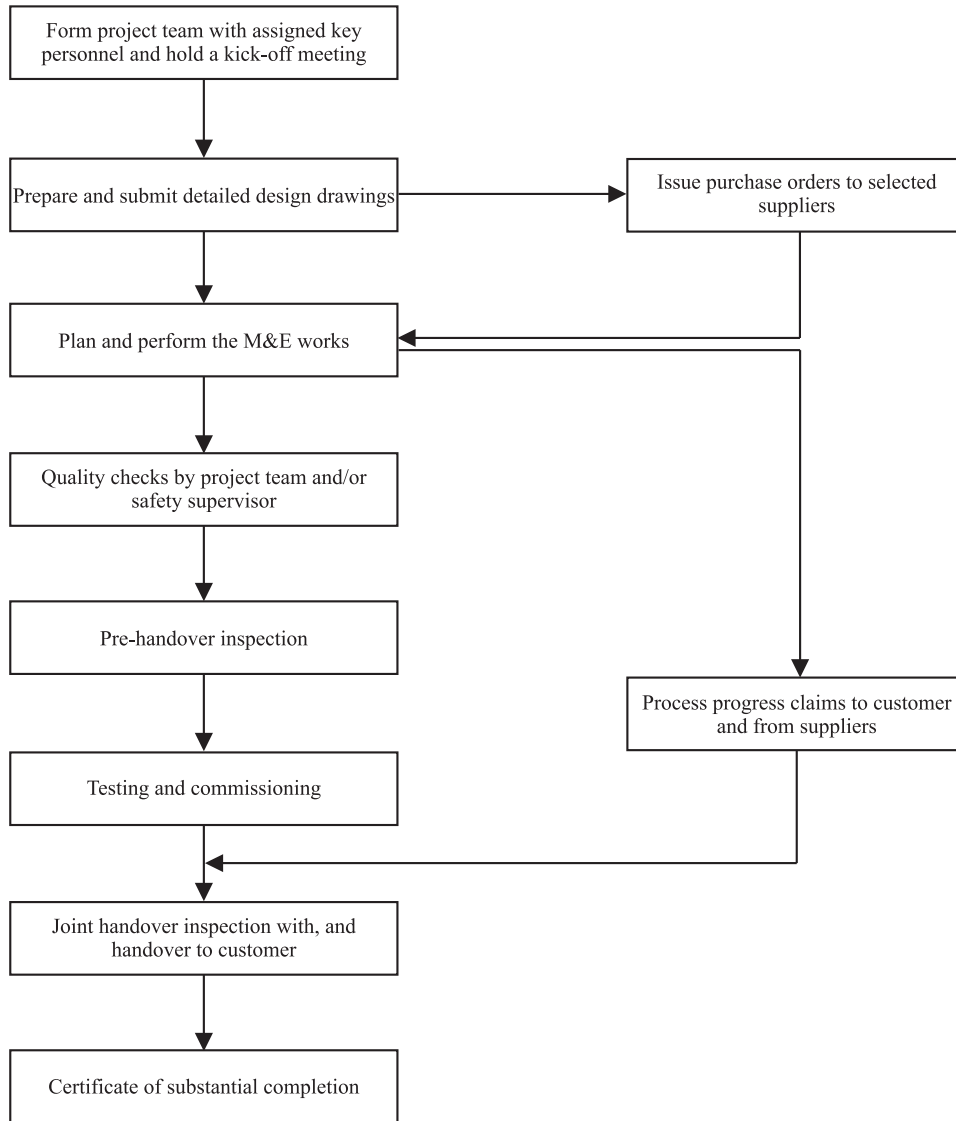 Form project team with assigned key
personnel and hold a kick-off meeting
Prepare and submit detailed design drawings
Issue purchase orders to selected
suppliers
Plan and perform the M&E works
Quality checks by project team and/or
safety supervisor
Pre-handover inspection
Process progress claims to customer
and from suppliers
Testing and commissioning
Joint handover inspection with, and
handover to customer
Certificate of substantial completion